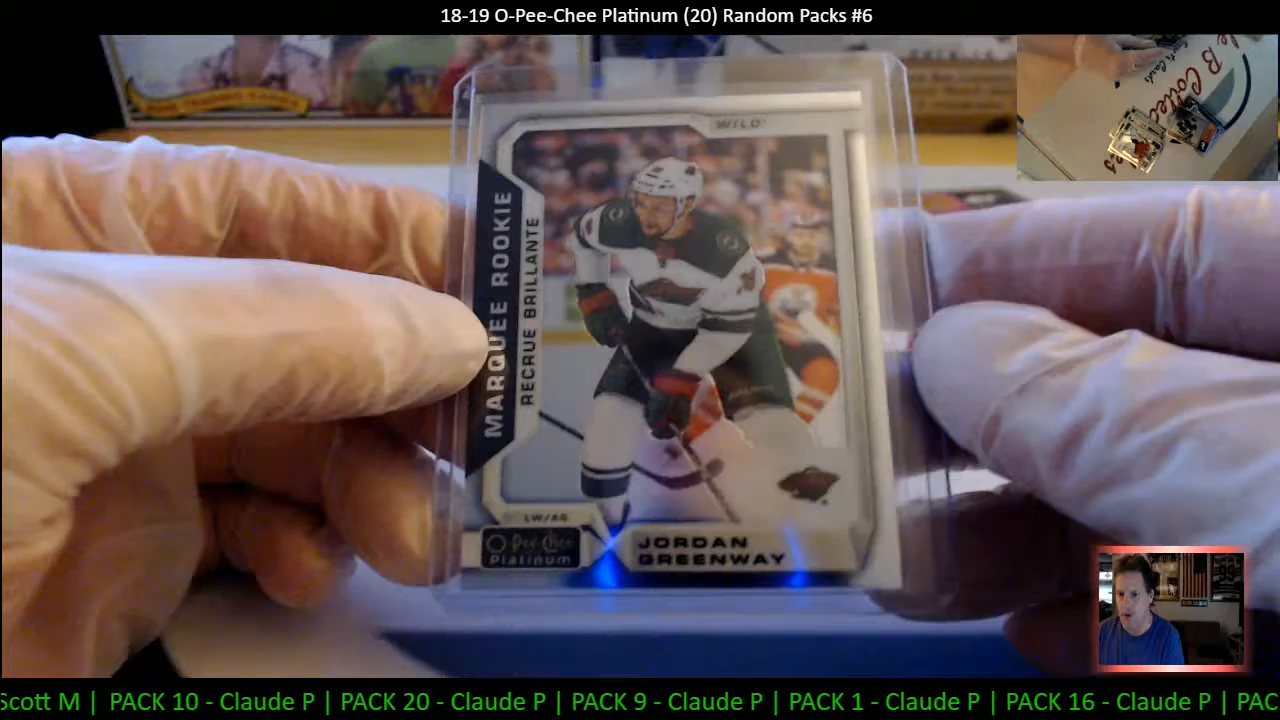 18-19 O-Pee-Chee Platinum (20) Random Packs #6
WILD
MARQUEE ROOKIE
RECRUE BRILLANTE
LW/AG
O-Pee-Chee
Platinum
JORDAN
GREENWAY
Scott M | PACK 10 - Claude P | PACK 20 - Claude P | PACK 9 - Claude P | PACK 1 - Claude P | PACK 16 - Claude P | PAC